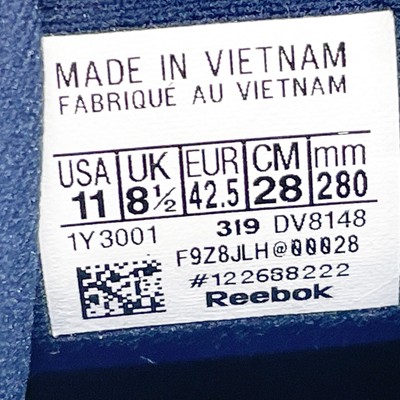 MADE IN VIETNAM
FABRIQUÉ AU VIETNAM
USA UK EUR CM mm
11 8½ 42.5 28 280
1Y3001 319 DV8148
F9Z8JLH@00028
#122688222
Reebok